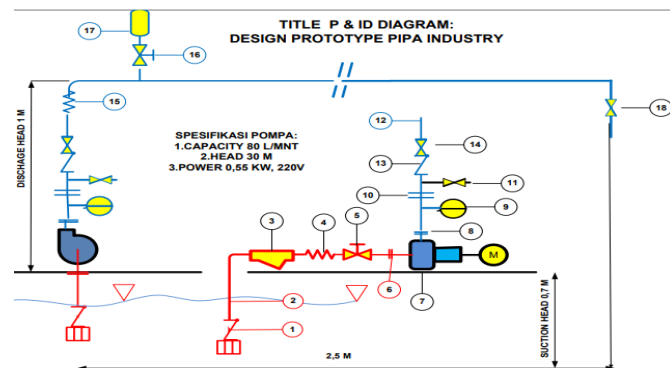 TITLE P & ID DIAGRAM:
DESIGN PROTOTYPE PIPA INDUSTRY
17
16
15
18
12
14
13
11
10
9
8
SPESIFIKASI POMPA:
1.CAPACITY 80 L/MNT
2.HEAD 30 M
3.POWER 0,55 KW, 220V
DISCHARGE HEAD 1 M
3
4
5
6
7
M
2
1
SUCTION HEAD 0,7 M
2,5 M